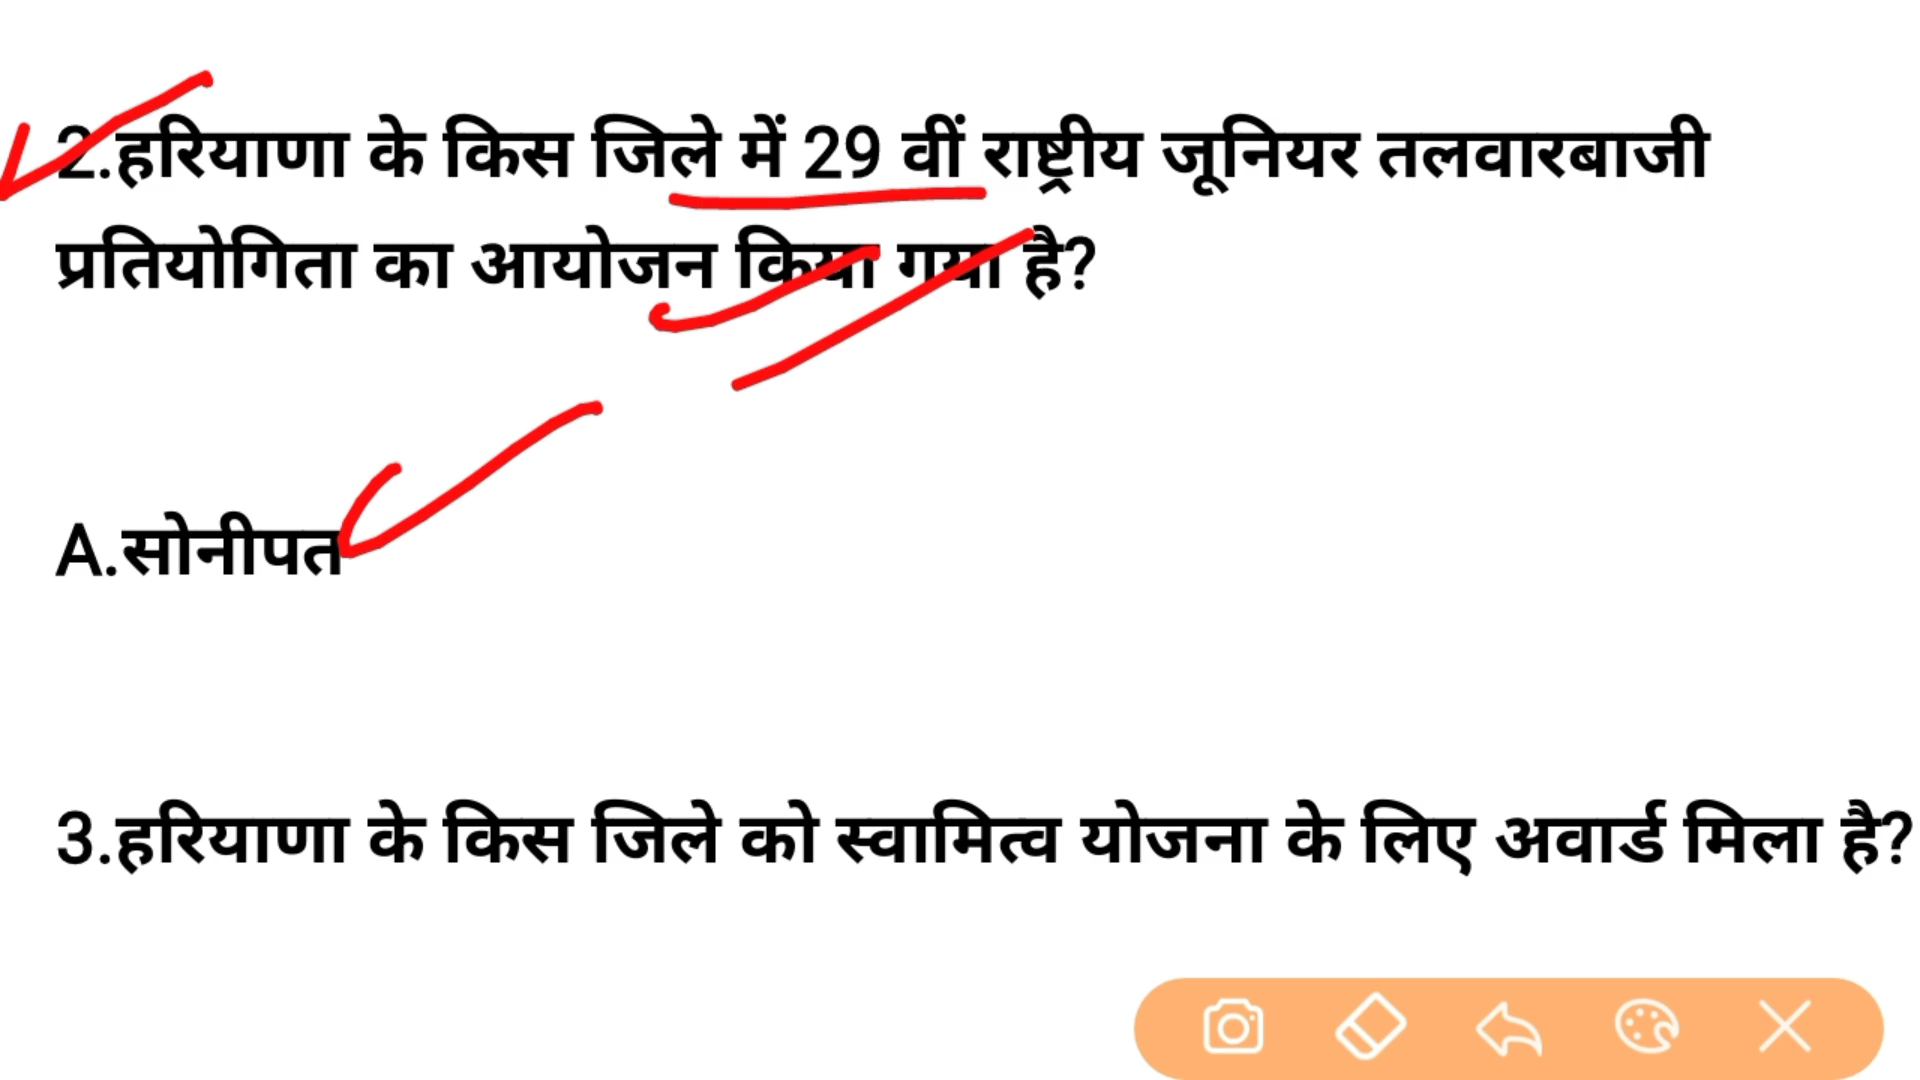 2.हरियाणा के किस जिले में 29 वीं राष्ट्रीय जूनियर तलवारबाजी
प्रतियोगिता का आयोजन किया गया है?
A.सोनीपत
3.हरियाणा के किस जिले को स्वामित्व योजना के लिए अवार्ड मिला है?